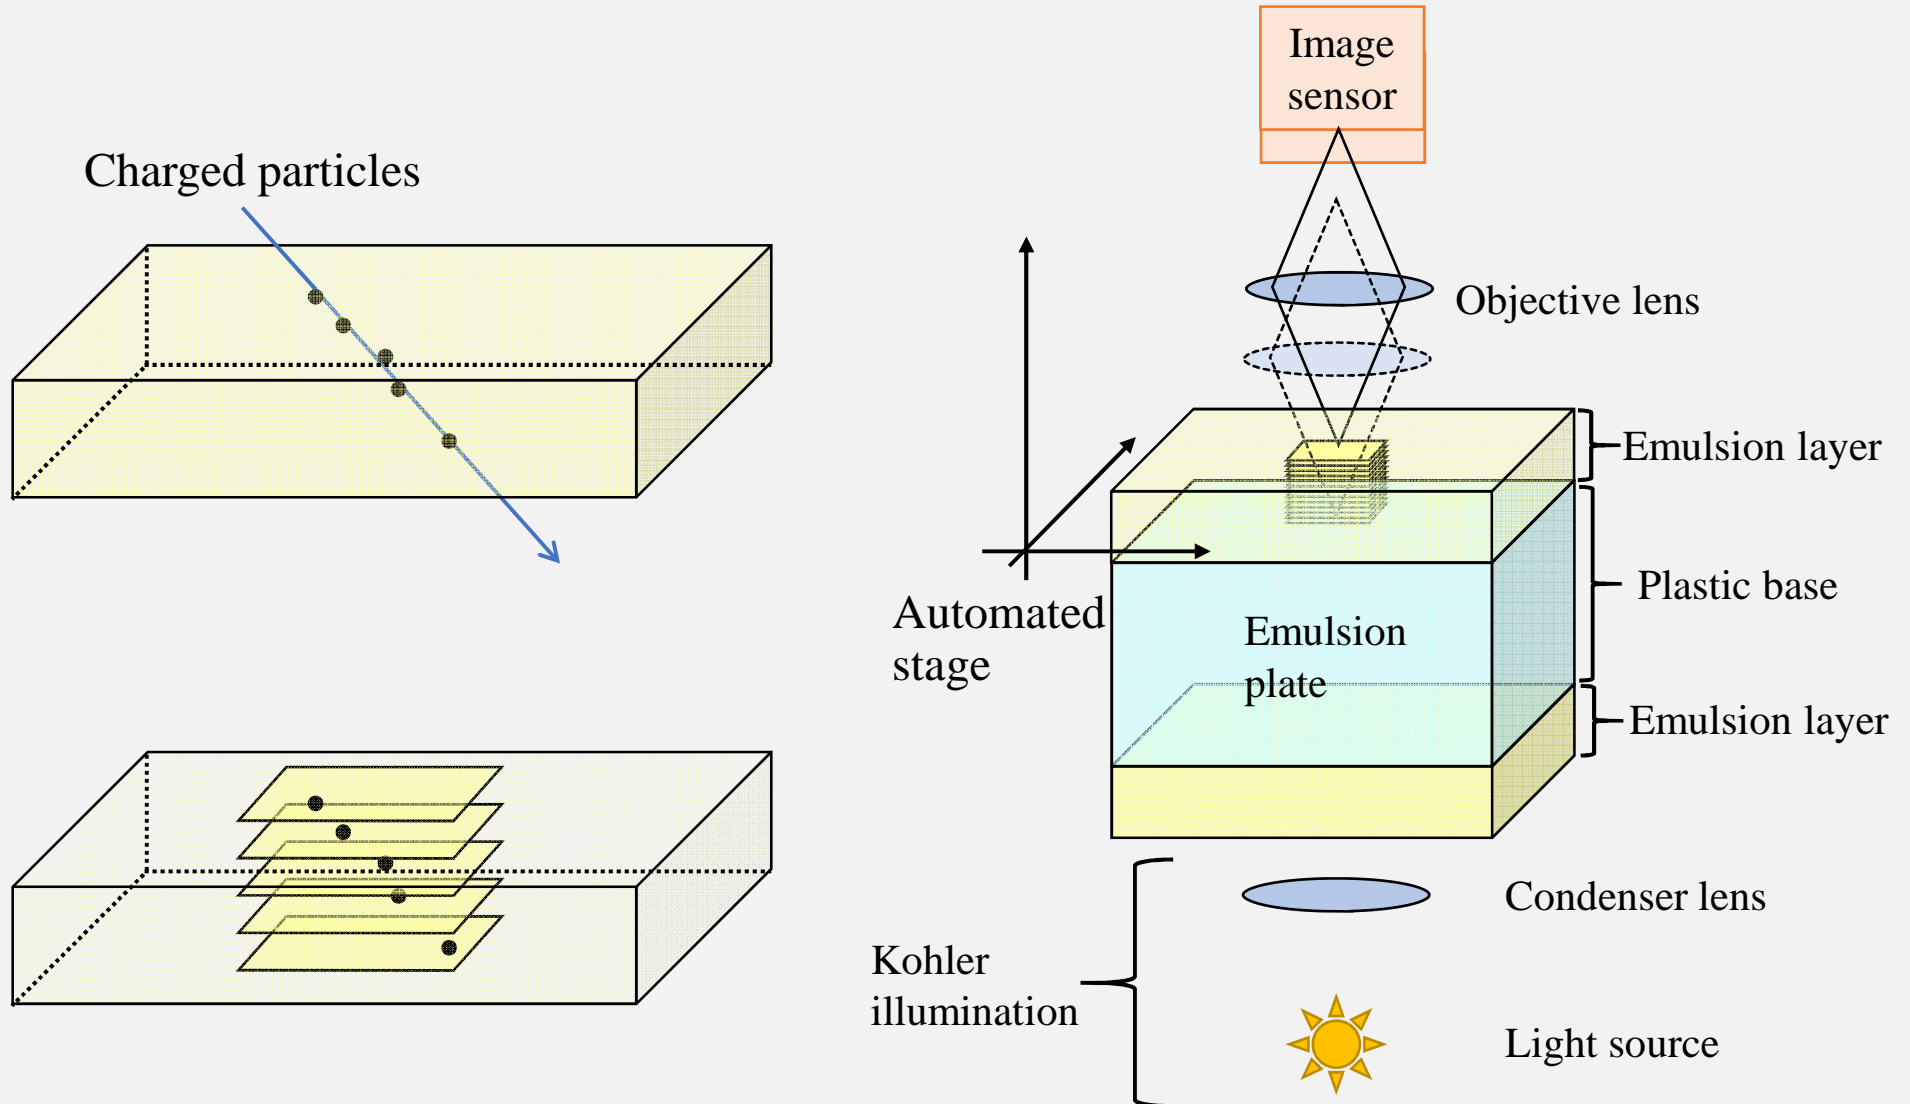 Charged particles
Image
sensor
Objective lens
Emulsion layer
Plastic base
Automated
stage
Emulsion
plate
Emulsion layer
Condenser lens
Kohler
illumination
Light source